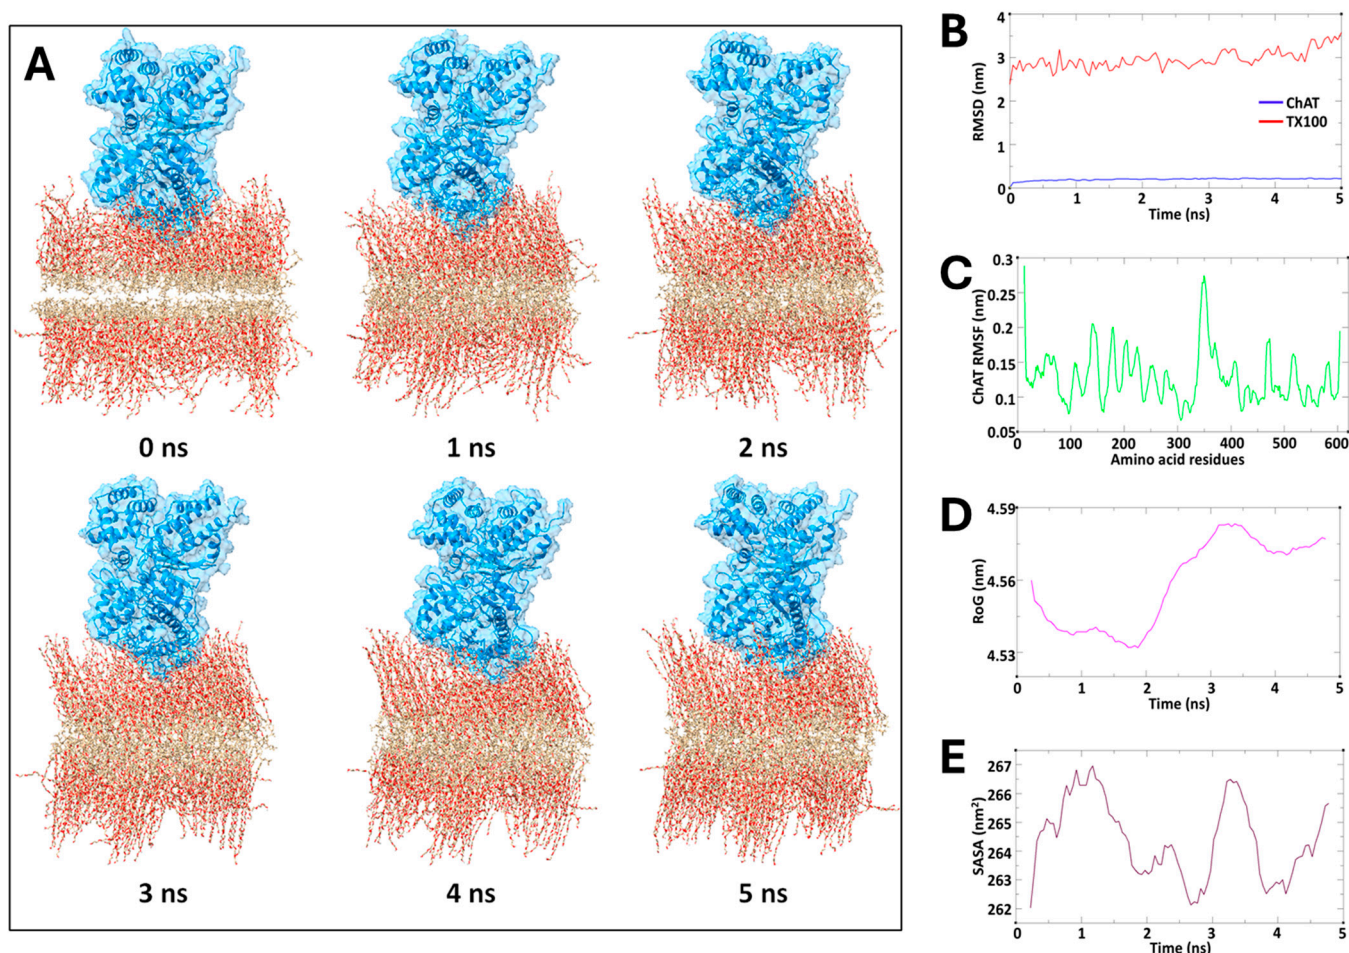 A
0 ns
1 ns
2 ns
3 ns
4 ns
5 ns
B
4
3
2
1
0
RMSD (nm)
ChAT
TX100
0 1 2 3 4 5
Time (ns)
C
0.3
0.25
0.2
0.15
0.1
0.05
ChAT RMSF (nm)
0 100 200 300 400 500 600
Amino acid residues
D
4.59
4.56
4.53
RoG (nm)
0 1 2 3 4 5
Time (ns)
E
267
266
265
264
263
262
SASA (nm²)
0 1 2 3 4 5
Time (ns)